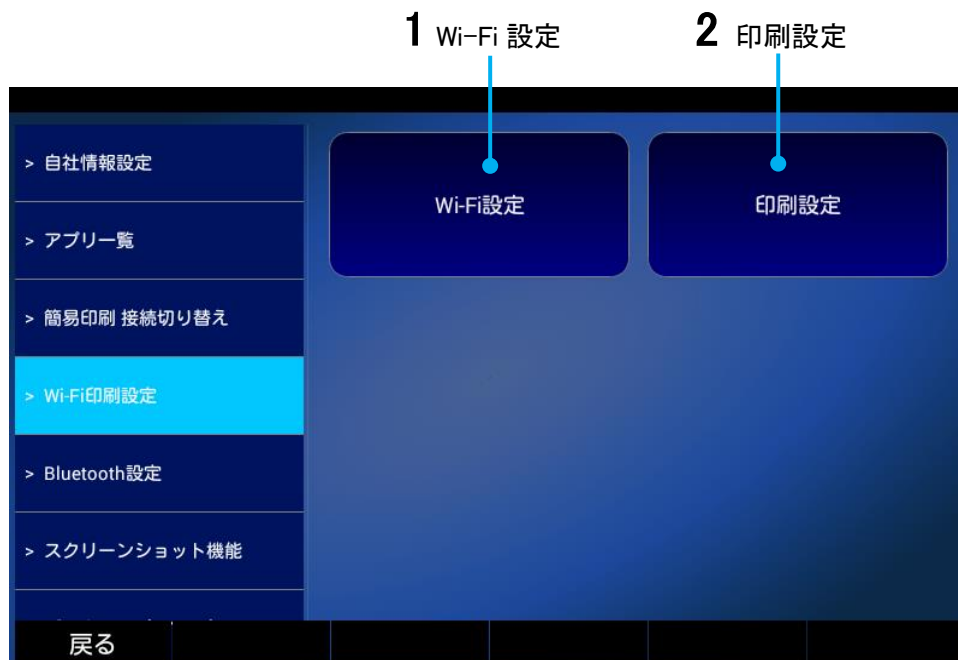 1 Wi-Fi 設定
2 印刷設定
> 自社情報設定
> アプリ一覧
> 簡易印刷 接続切り替え
> Wi-Fi印刷設定
> Bluetooth設定
> スクリーンショット機能
Wi-Fi設定
印刷設定
戻る